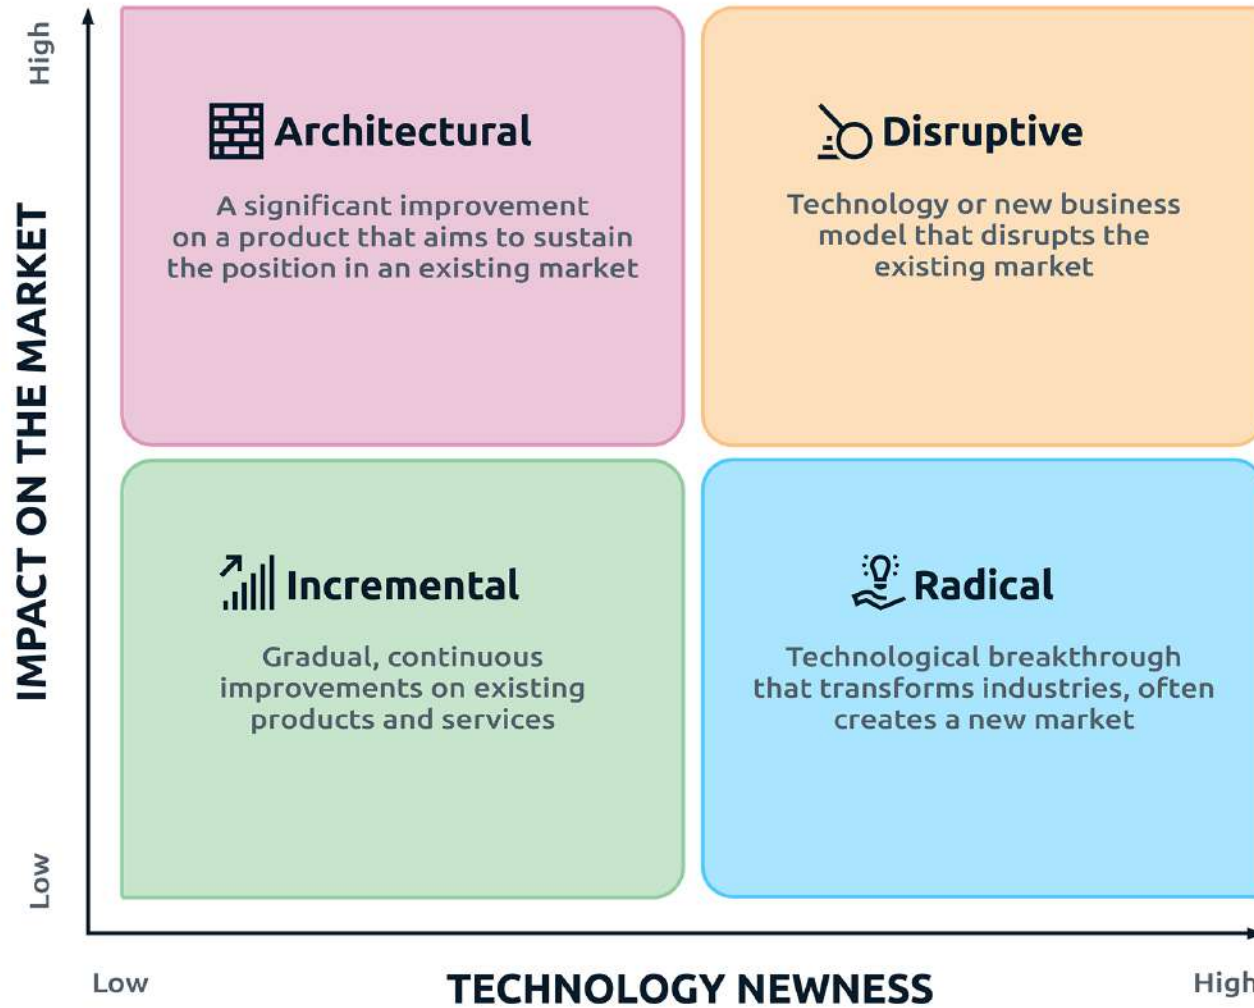 High
Architectural
A significant improvement
on a product that aims to sustain
the position in an existing market
Disruptive
Technology or new business
model that disrupts the
existing market
IMPACT ON THE MARKET
Incremental
Gradual, continuous
improvements on existing
products and services
Radical
Technological breakthrough
that transforms industries, often
creates a new market
Low
Low
TECHNOLOGY NEWNESS
High